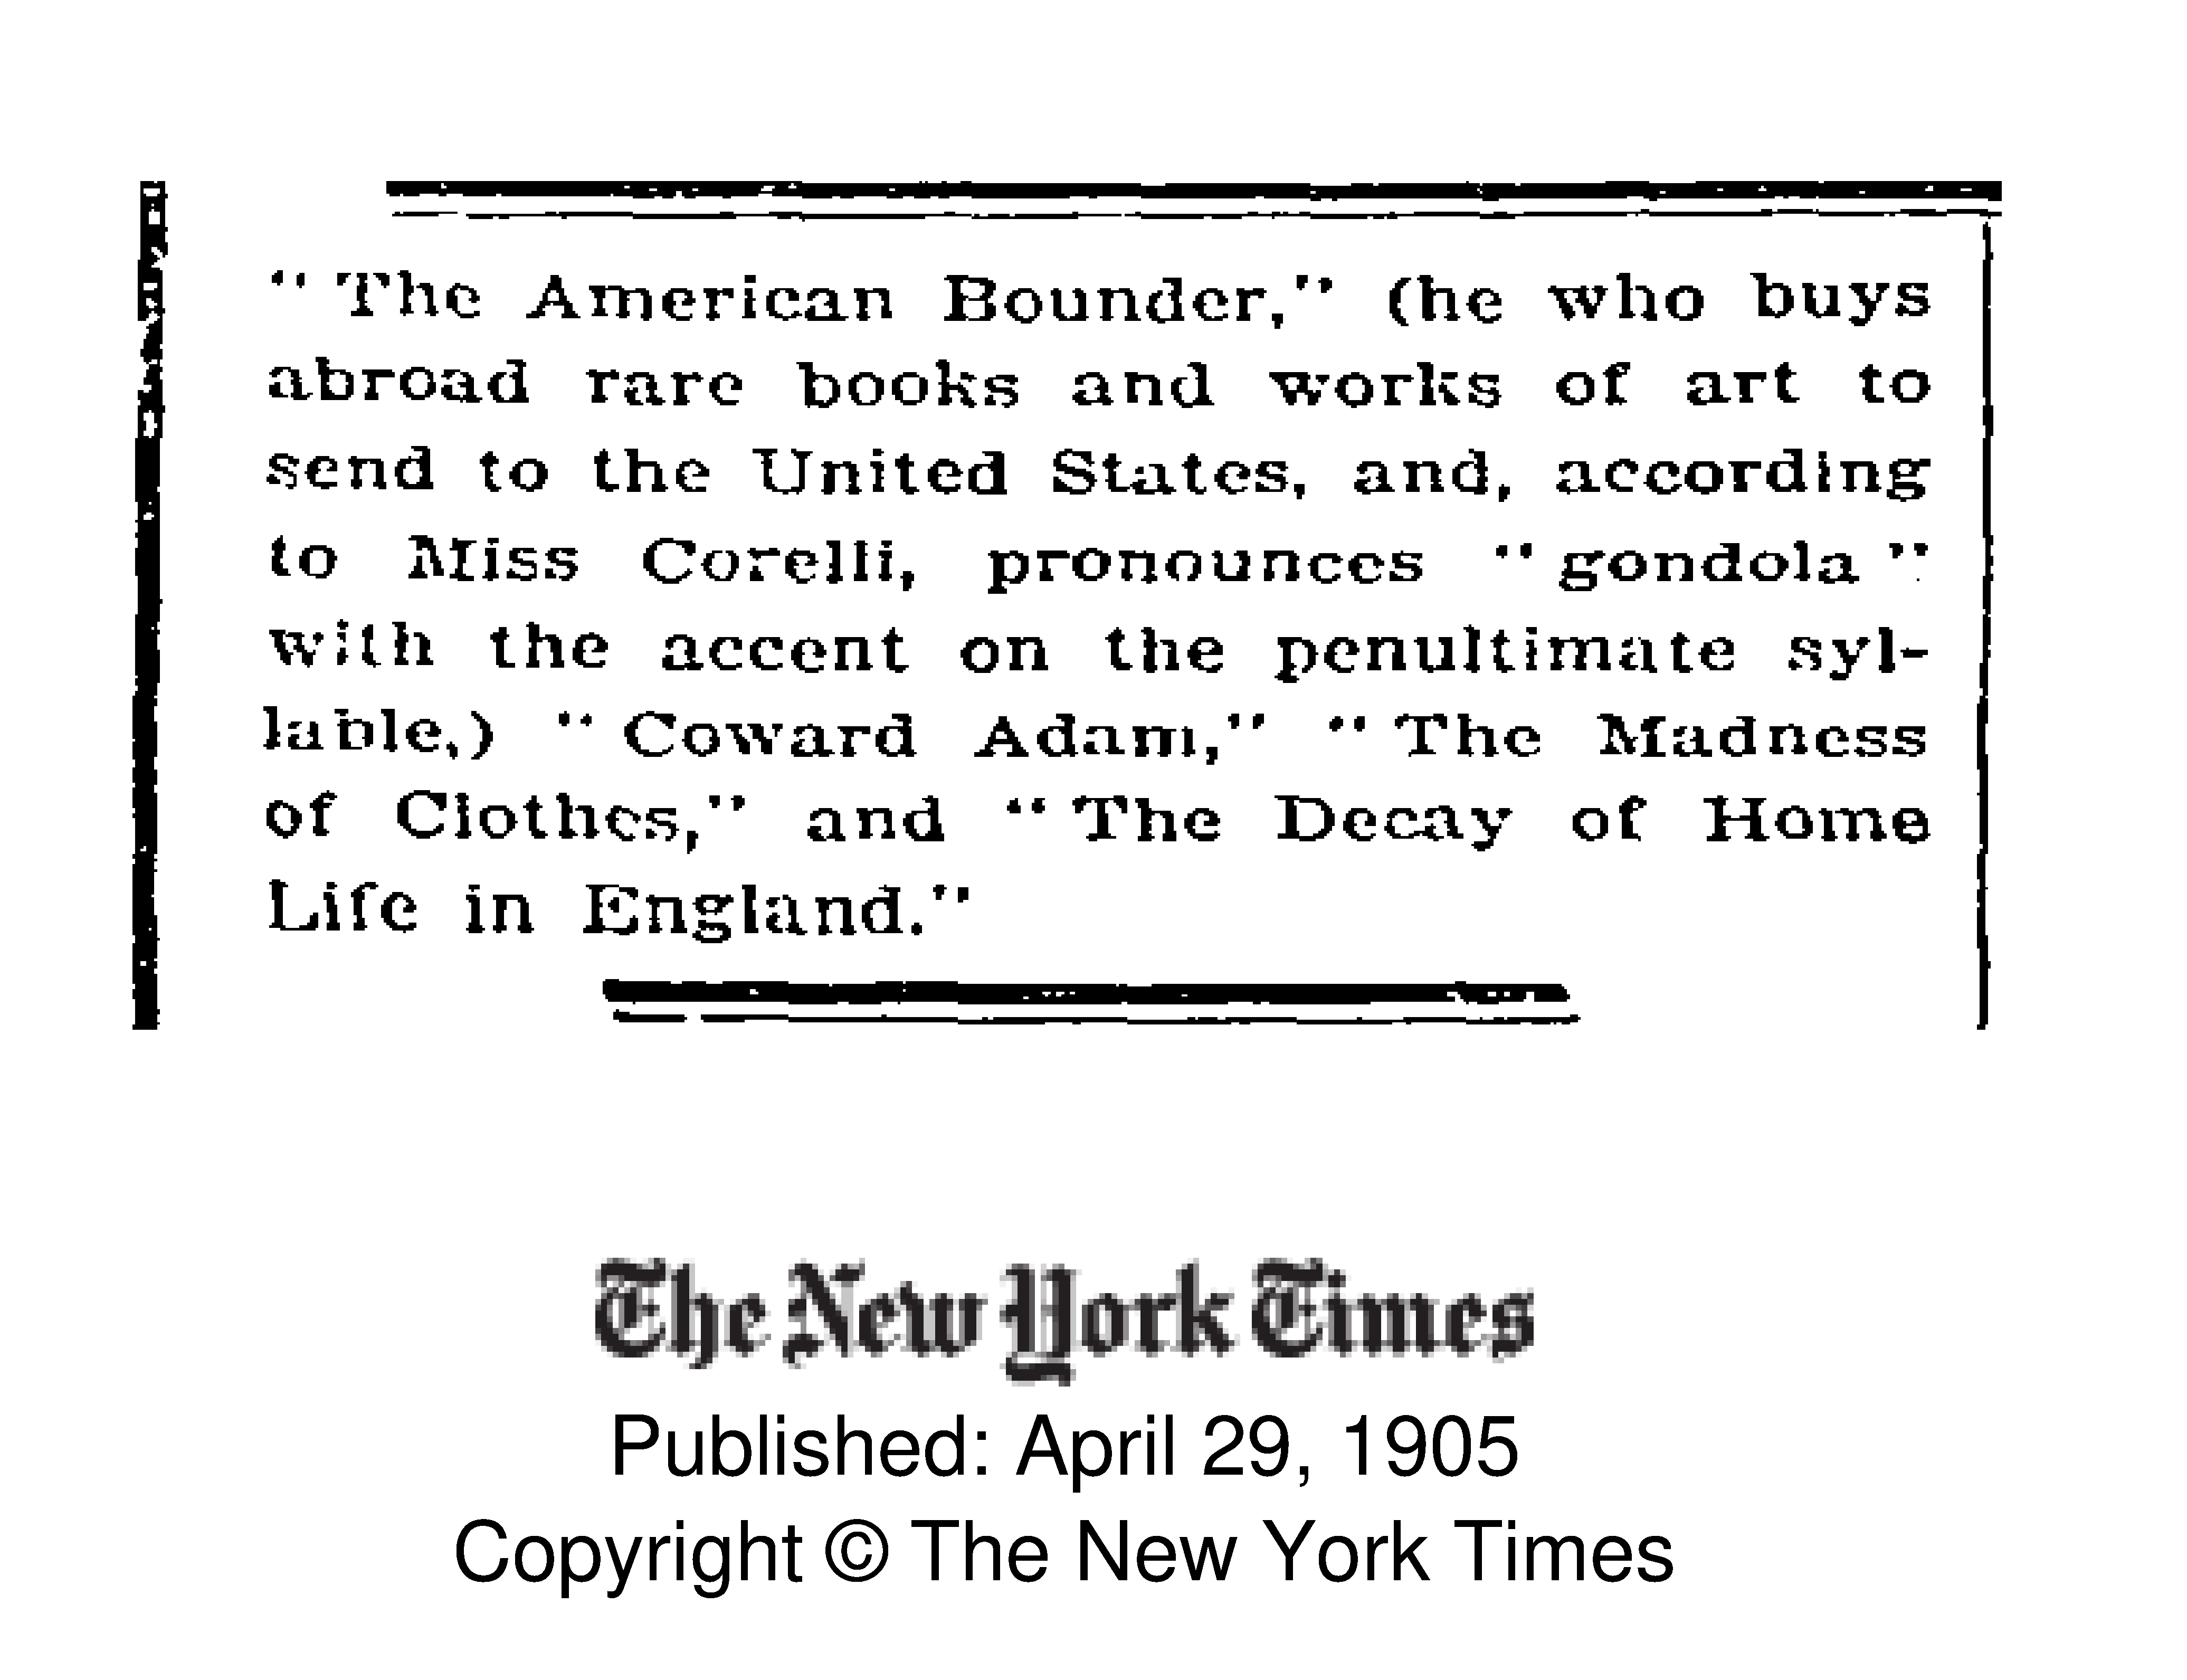 " The American Bounder," (he who buys
abroad rare books and works of art to
send to the United States, and, according
to Miss Corelli, pronounces " gondola "
with the accent on the penultimate syl-
lable,) " Coward Adam," " The Madness
of Clothes," and " The Decay of Home
Life in England."
The New York Times
Published: April 29, 1905
Copyright © The New York Times